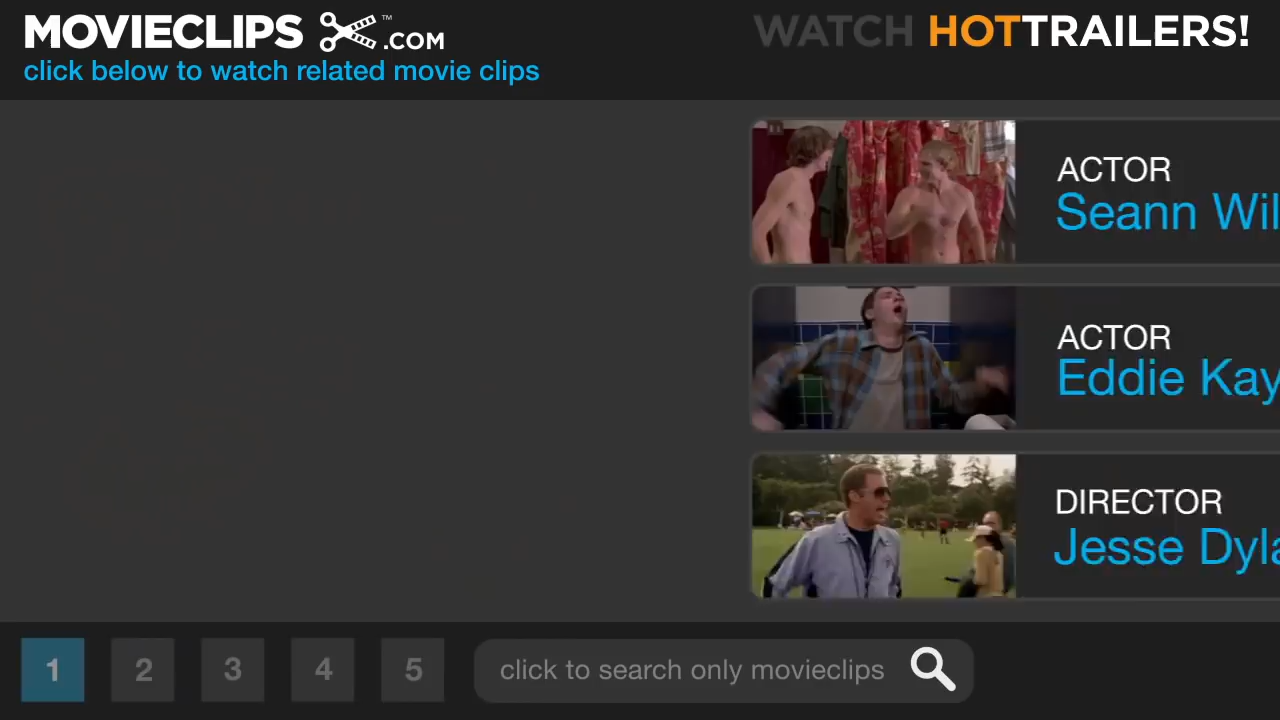 MOVIECLIPS ™ .COM
click below to watch related movie clips
WATCH HOTTRAILERS!
ACTOR
Seann Wil
ACTOR
Eddie Kay
DIRECTOR
Jesse Dyla
1 2 3 4 5
click to search only movieclips